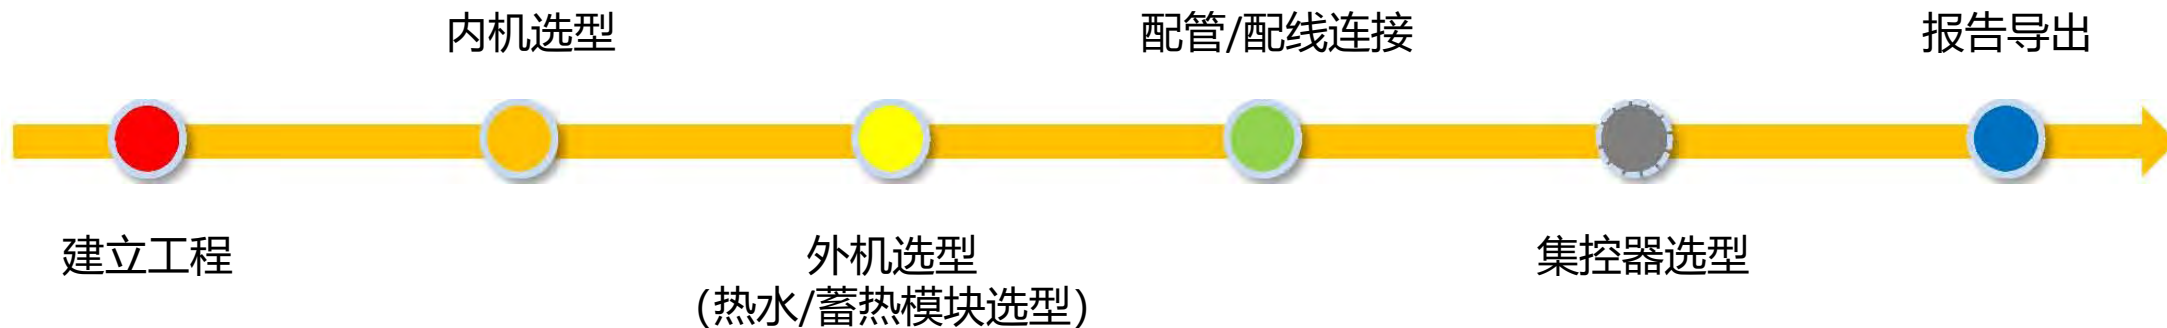 内机选型
配管/配线连接
报告导出
建立工程
外机选型
(热水/蓄热模块选型)
集控器选型